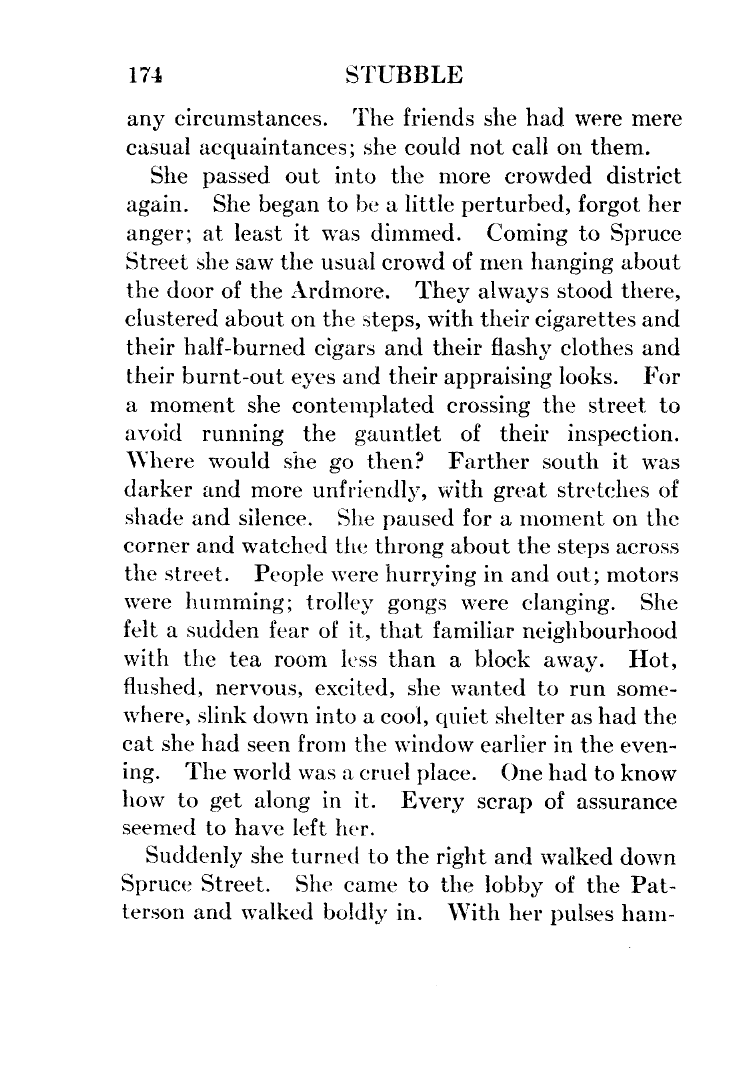 174 STUBBLE
any circumstances. The friends she had were mere
casual acquaintances; she could not call on them.
She passed out into the more crowded district
again. She began to be a little perturbed, forgot her
anger; at least it was dimmed. Coming to Spruce
Street she saw the usual crowd of men hanging about
the door of the Ardmore. They always stood there,
clustered about on the steps, with their cigarettes and
their half-burned cigars and their flashy clothes and
their burnt-out eyes and their appraising looks. For
a moment she contemplated crossing the street to
avoid running the gauntlet of their inspection.
Where would she go then? Farther south it was
darker and more unfriendly, with great stretches of
shade and silence. She paused for a moment on the
corner and watched the throng about the steps across
the street. People were hurrying in and out; motors
were humming; trolley gongs were clanging. She
felt a sudden fear of it, that familiar neighbourhood
with the tea room less than a block away. Hot,
flushed, nervous, excited, she wanted to run some-
where, slink down into a cool, quiet shelter as had the
cat she had seen from the window earlier in the even-
ing. The world was a cruel place. One had to know
how to get along in it. Every scrap of assurance
seemed to have left her.
Suddenly she turned to the right and walked down
Spruce Street. She came to the lobby of the Pat-
terson and walked boldly in. With her pulses ham-